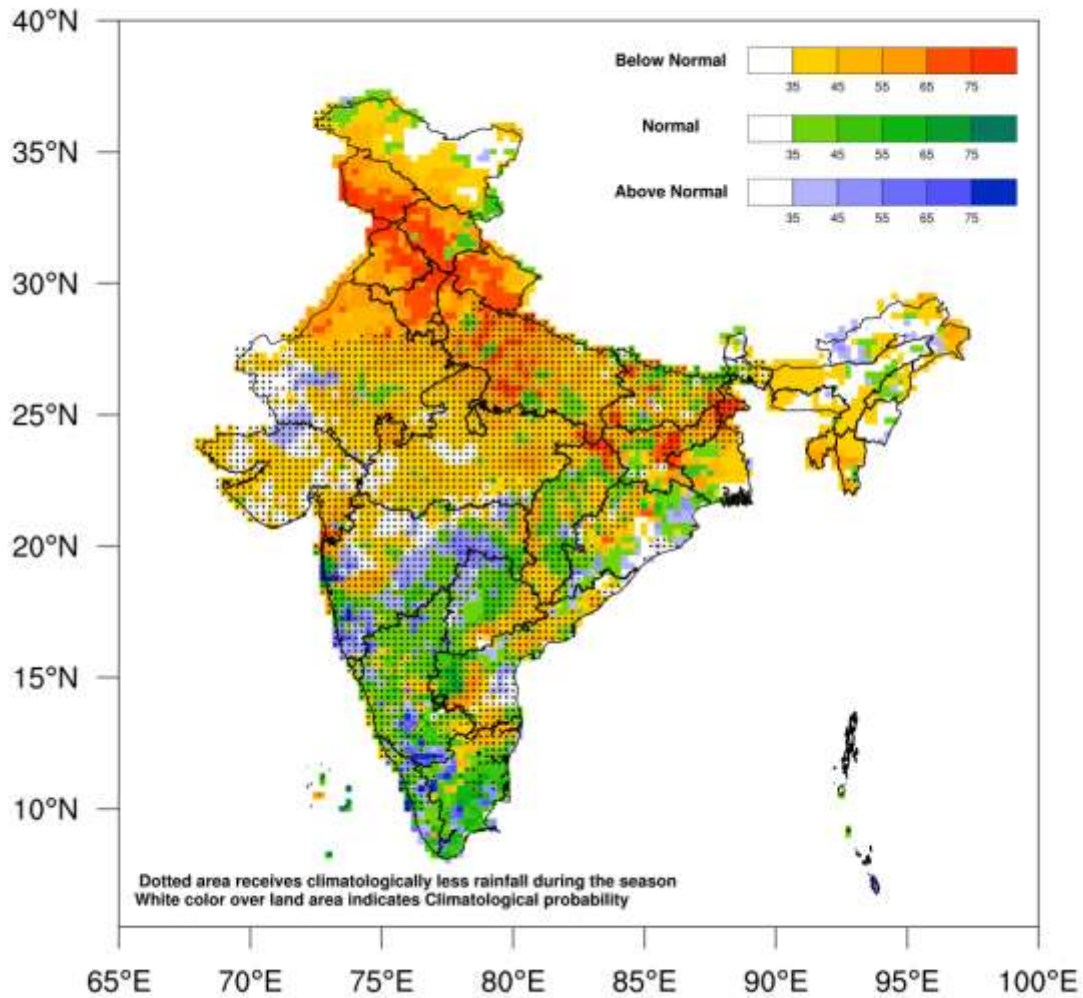 40°N
Below Normal
35 45 55 65 75
Normal
35 45 55 65 75
Above Normal
35 45 55 65 75
35°N
30°N
25°N
20°N
15°N
10°N
Dotted area receives climatologically less rainfall during the season
White color over land area indicates Climatological probability
65°E 70°E 75°E 80°E 85°E 90°E 95°E 100°E